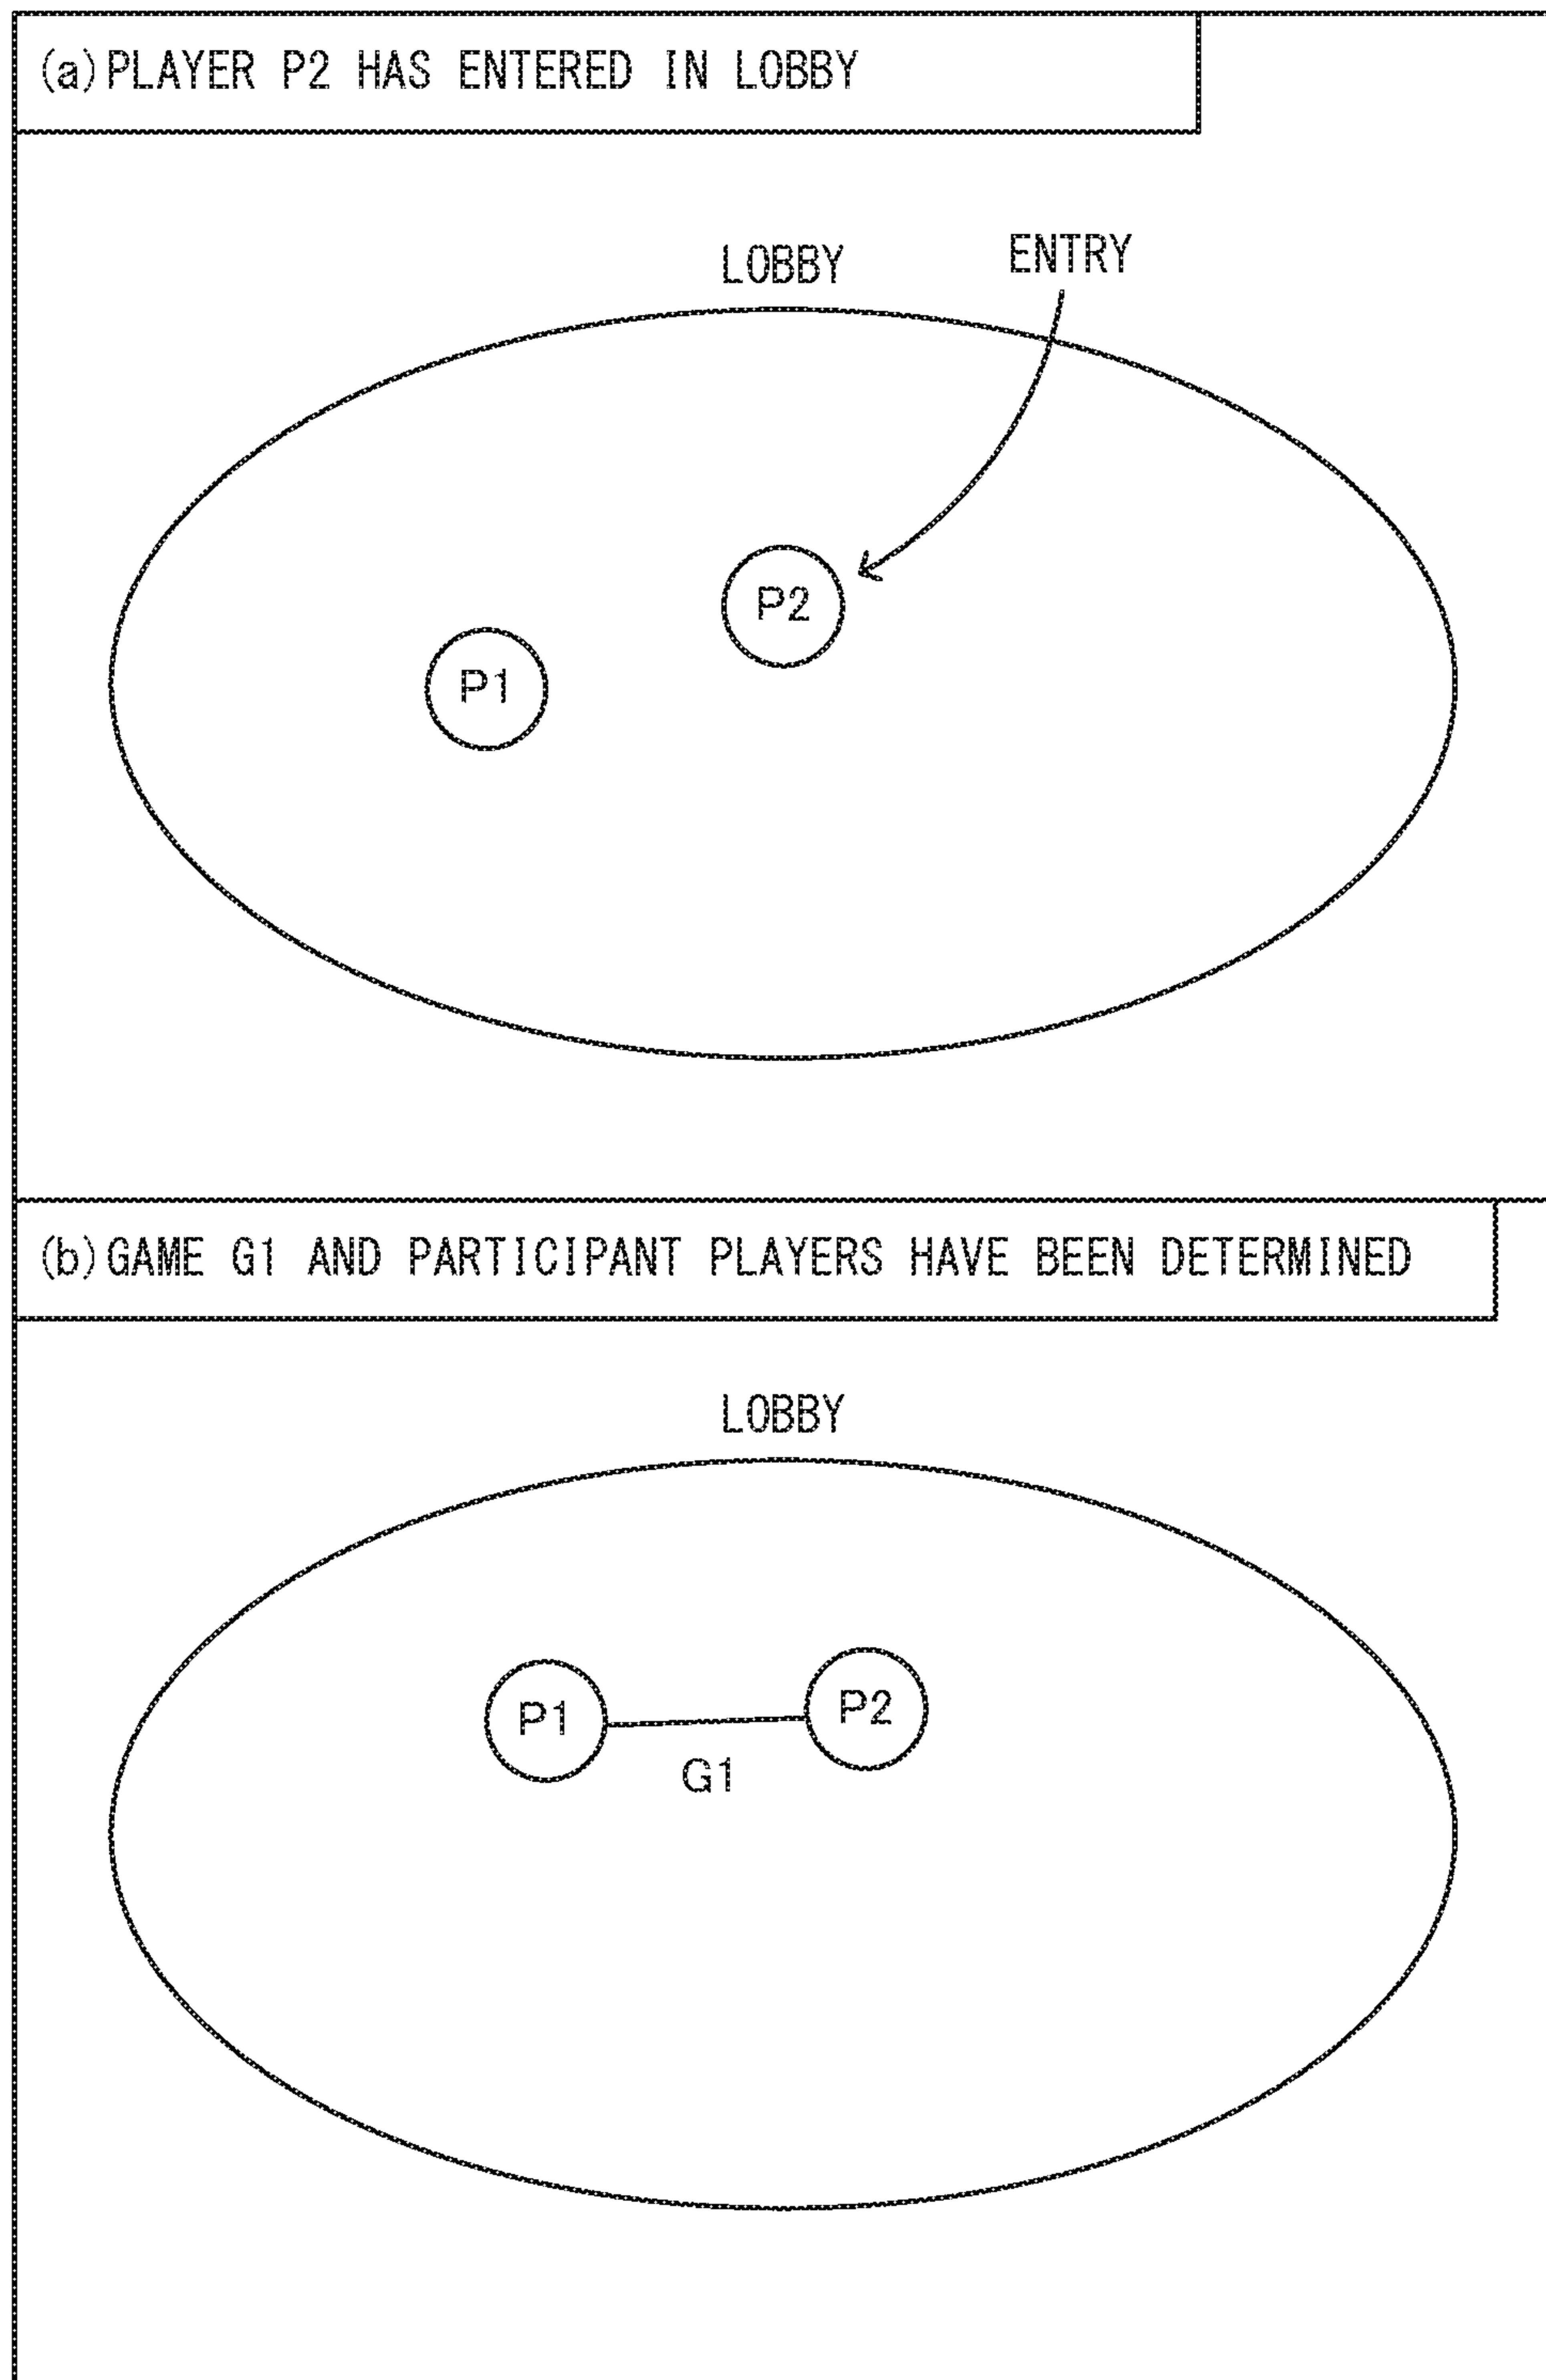 (a)PLAYER P2 HAS ENTERED IN LOBBY
LOBBY
ENTRY
P2
P1
(b)GAME G1 AND PARTICIPANT PLAYERS HAVE BEEN DETERMINED
LOBBY
P1
P2
G1